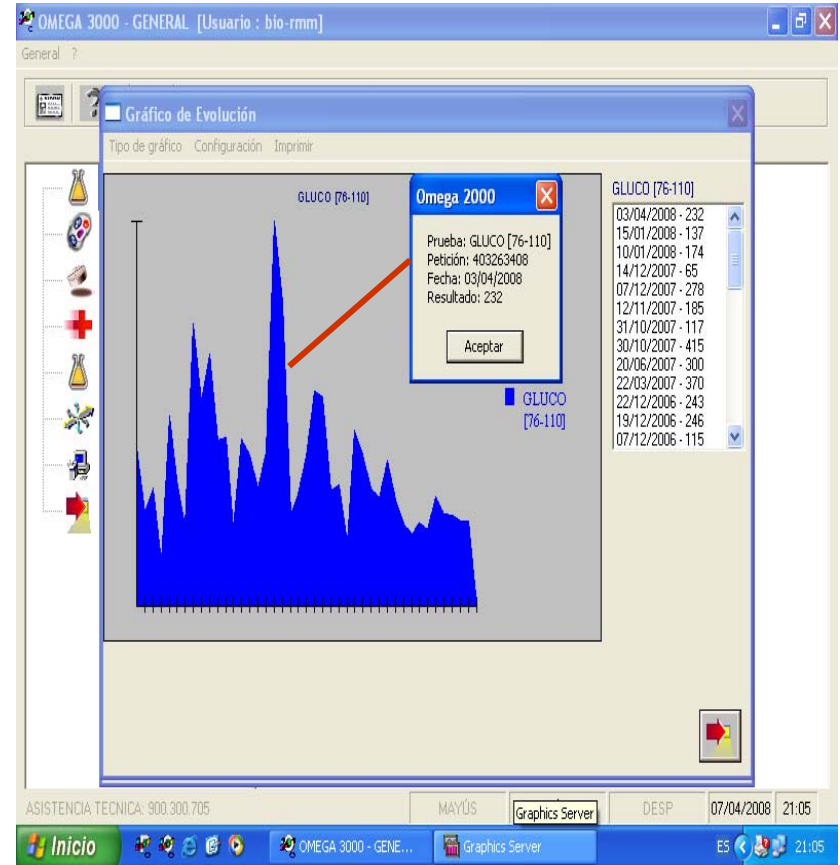 OMEGA 3000 - GENERAL [Usuario : bio-rmm]
General ?
Gráfico de Evolución
Tipo de gráfico Configuración Imprimir
GLUCO [76-110]
Omega 2000
Prueba: GLUCO [76-110]
Petición: 403263408
Fecha: 03/04/2008
Resultado: 232
Aceptar
GLUCO
[76-110]
GLUCO [76-110]
03/04/2008 - 232
15/01/2008 - 137
10/01/2008 - 174
14/12/2007 - 65
07/12/2007 - 278
12/11/2007 - 185
31/10/2007 - 117
30/10/2007 - 415
20/06/2007 - 300
22/03/2007 - 370
22/12/2006 - 243
19/12/2006 - 246
07/12/2006 - 115
ASISTENCIA TECNICA: 900.300.705 MAYÚS DESP 07/04/2008 21:05
Graphics Server
Inicio OMEGA 3000 - GENE... Graphics Server ES 21:05